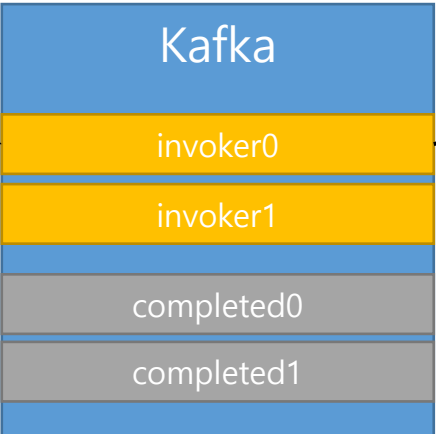 Kafka
invoker0
invoker1
completed0
completed1